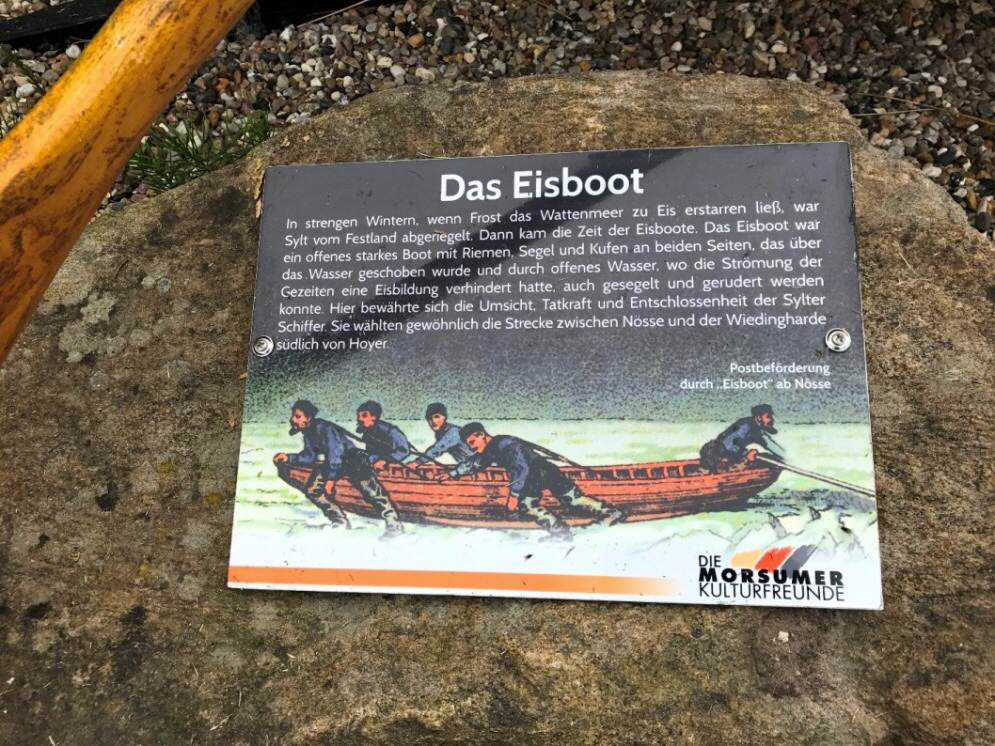 Das Eisboot
In strengen Wintern, wenn Frost das Wattenmeer zu Eis erstarren ließ, war
Sylt vom Festland abgeriegelt. Dann kam die Zeit der Eisboote. Das Eisboot war
ein offenes starkes Boot mit Riemen, Segel und Kufen an beiden Seiten, das über
das Wasser geschoben wurde und durch offenes Wasser, wo die Strömung der
Gezeiten eine Eisbildung verhindert hatte, auch gesegelt und gerudert werden
konnte. Hier bewährte sich die Umsicht, Tatkraft und Entschlossenheit der Sylter
Schiffer. Sie wählten gewöhnlich die Strecke zwischen Nösse und der Wiedingharde
südlich von Hoyer.
Postbeförderung
durch „Eisboot" ab Nösse
DIE
MORSUMER
KULTURFREUNDE